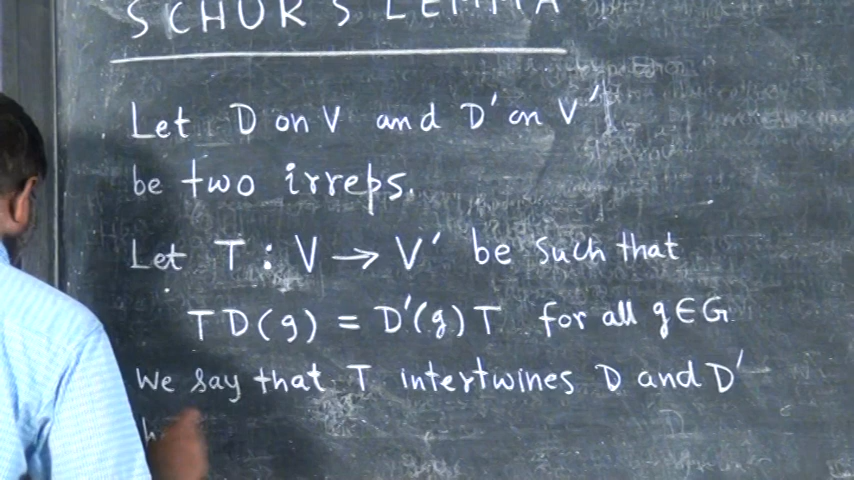 SCHUR'S LEMMA
Let D on V and D' on V'
be two irreps.
Let T : V → V' be such that
TD(g) = D'(g)T for all g∈G
We say that T intertwines D and D'